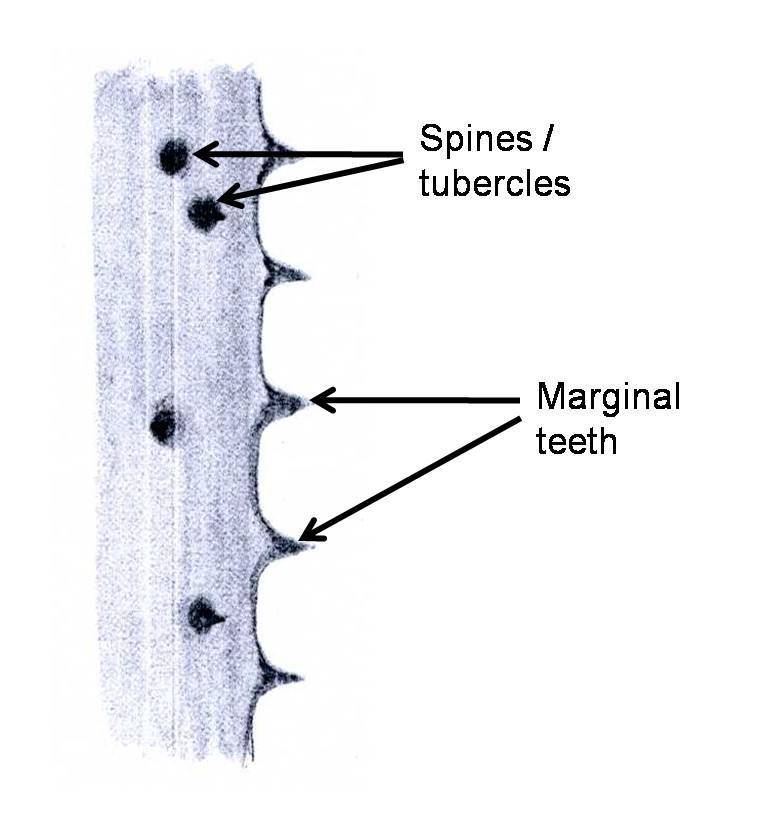 Spines /
tubercles
Marginal
teeth